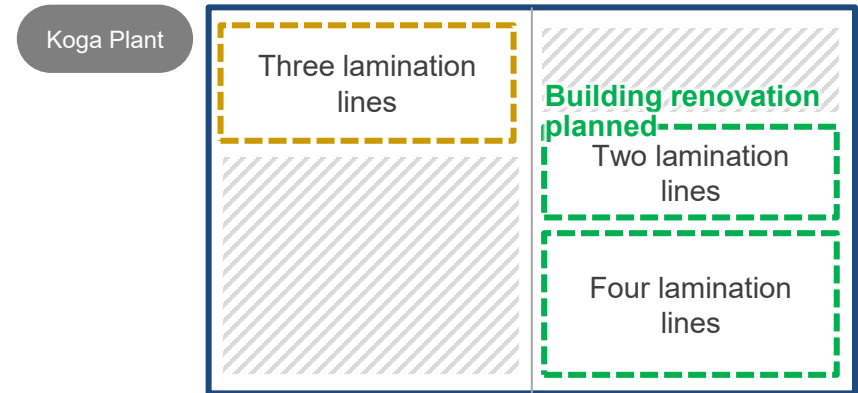 Koga Plant
Three lamination
lines
Building renovation
planned
Two lamination
lines
Four lamination
lines